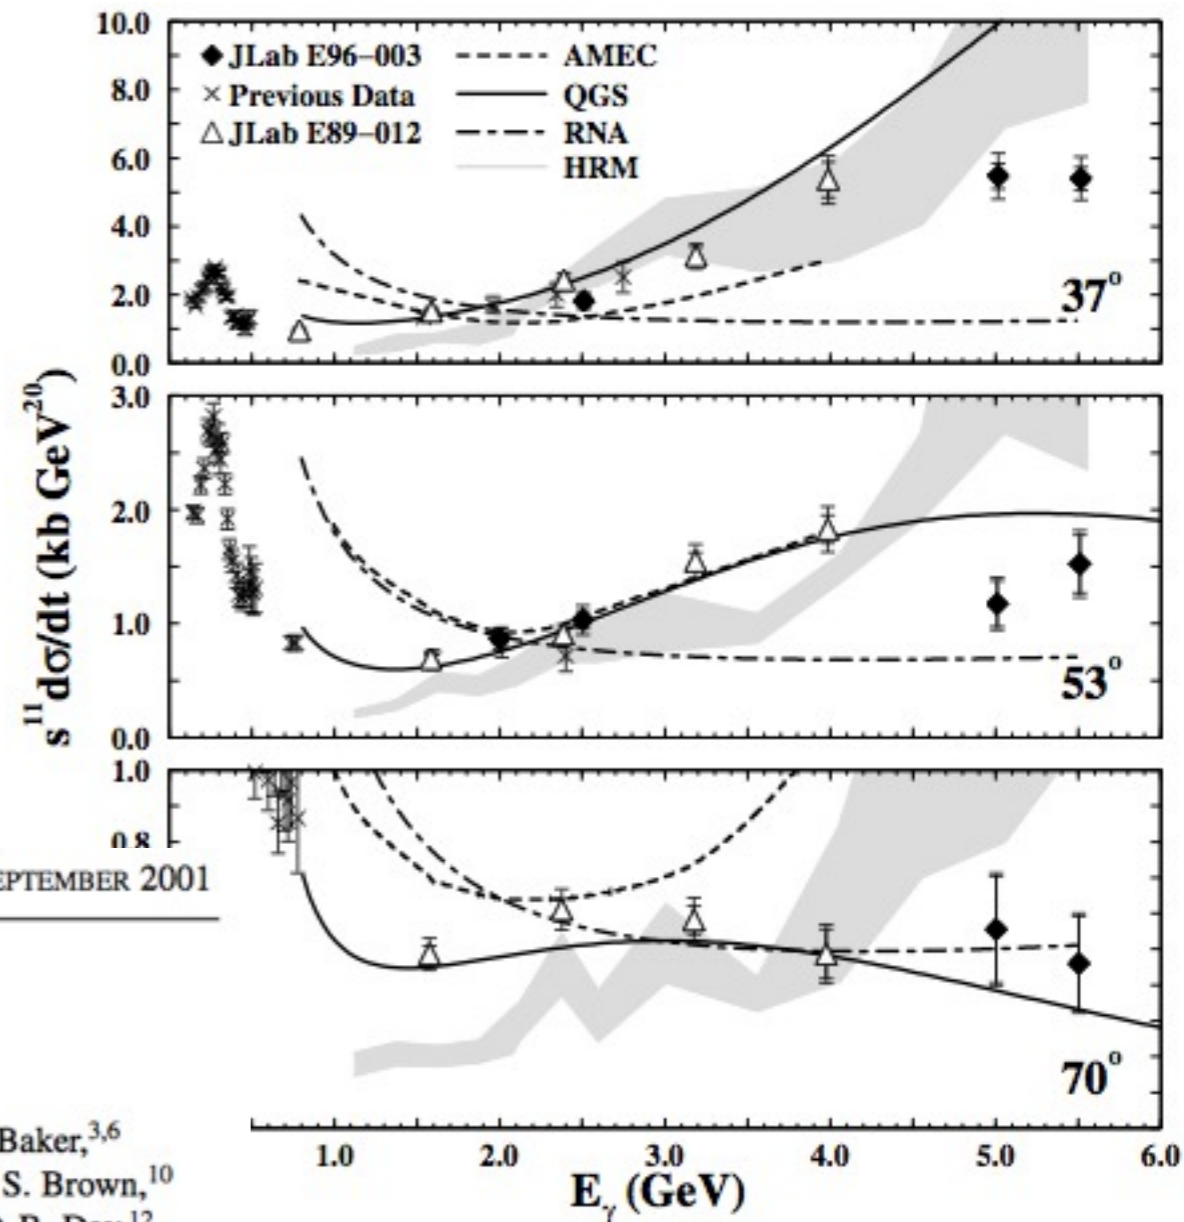 10.0
8.0
6.0
4.0
2.0
0.0
JLab E96–003
Previous Data
JLab E89–012
AMEC
QGS
RNA
HRM
37°
3.0
2.0
1.0
0.0
53°
s¹¹ dσ/dt (kb GeV²⁰)
1.0
0.8
70°
EPTEMBER 2001
Baker,³,⁶
S. Brown,¹⁰
1.0 2.0 3.0 4.0 5.0 6.0
Eγ (GeV)